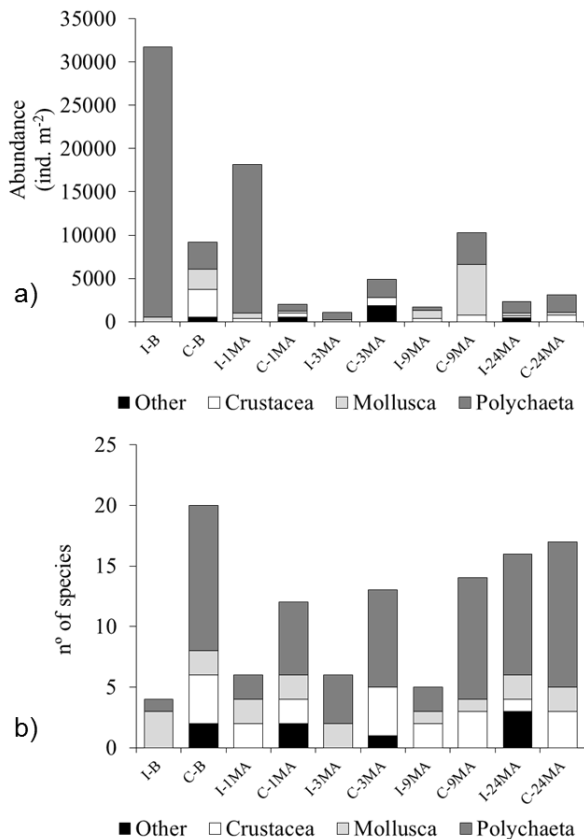 35000
30000
25000
20000
15000
10000
5000
0
Abundance
(ind. m-2)
a)
I-B
C-B
I-1MA
C-1MA
I-3MA
C-3MA
I-9MA
C-9MA
I-24MA
C-24MA
Other Crustacea Mollusca Polychaeta
25
20
15
10
5
0
nº of species
b)
I-B
C-B
I-1MA
C-1MA
I-3MA
C-3MA
I-9MA
C-9MA
I-24MA
C-24MA
Other Crustacea Mollusca Polychaeta